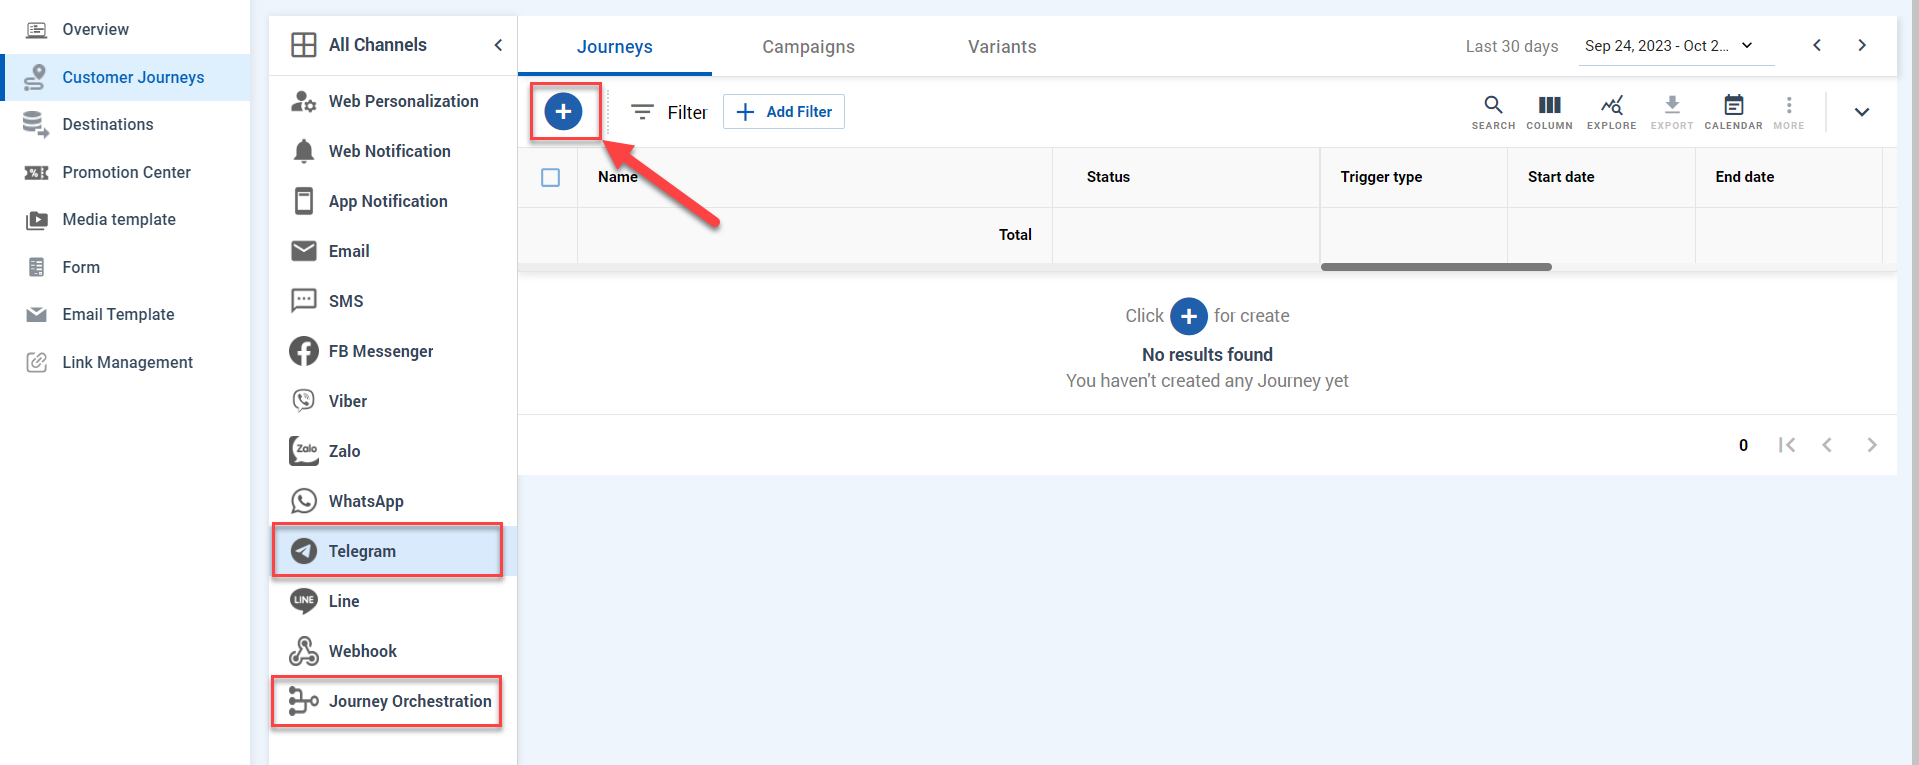 Overview
Customer Journeys
Destinations
Promotion Center
Media template
Form
Email Template
Link Management
All Channels
Web Personalization
Web Notification
App Notification
Email
SMS
FB Messenger
Viber
Zalo
Zalo
WhatsApp
Telegram
LINE
Line
Webhook
Journey Orchestration
Journeys Campaigns Variants Last 30 days Sep 24, 2023 - Oct 2...
Filter Add Filter SEARCH COLUMN EXPLORE EXPORT CALENDAR MORE
Name Status Trigger type Start date End date
Total
Click + for create
No results found
You haven't created any Journey yet
0